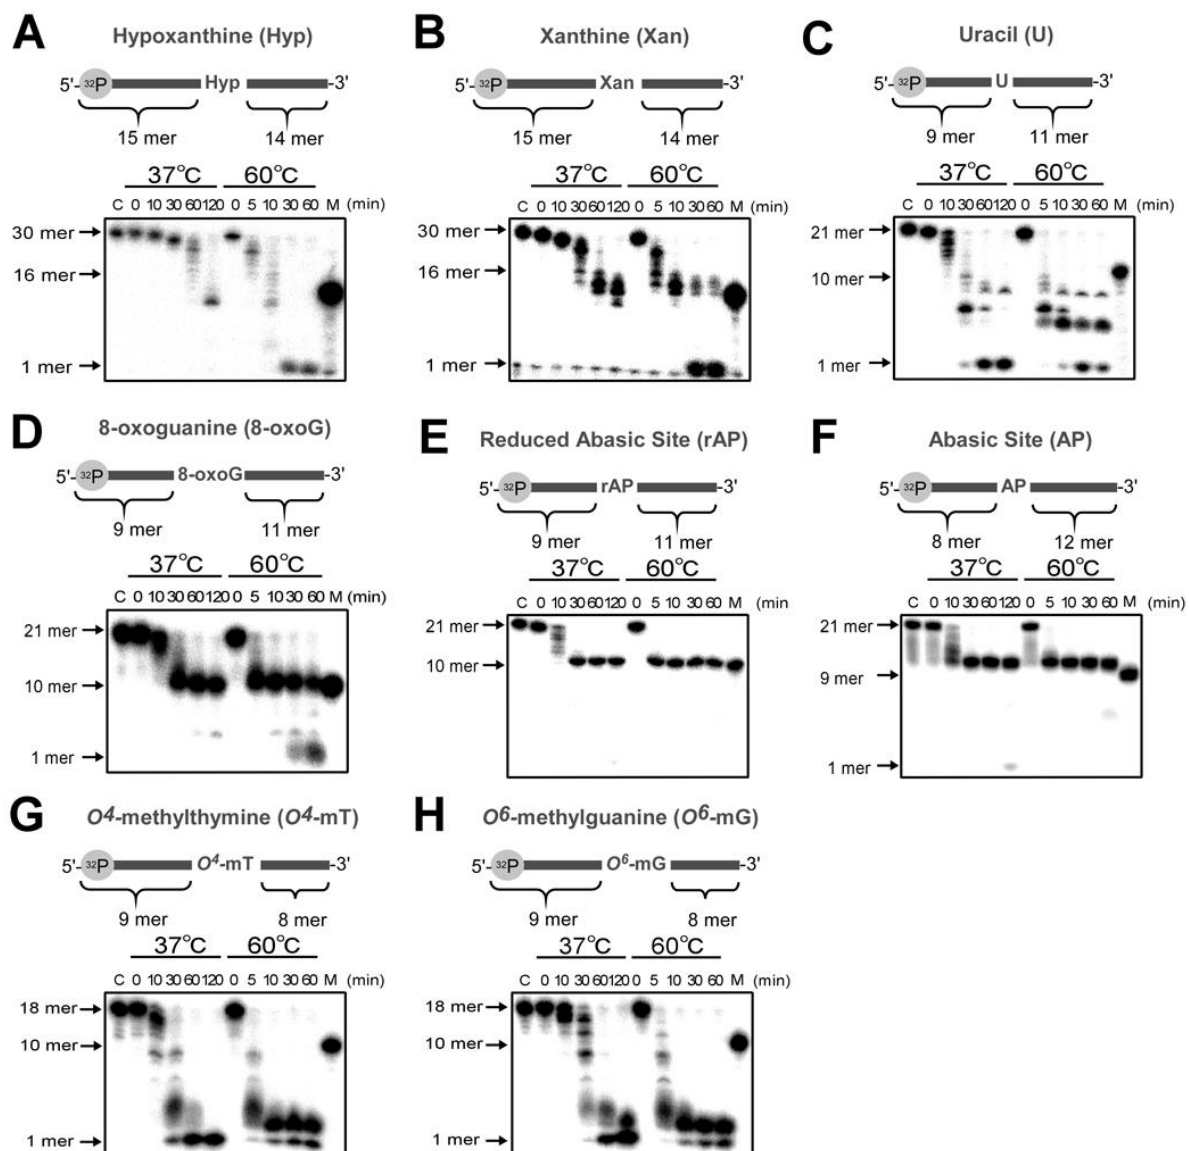 A Hypoxanthine (Hyp)
5'- 32P Hyp -3'
15 mer 14 mer
37°C 60°C
C 0 10 30 60 120 0 5 10 30 60 M (min)
30 mer
16 mer
1 mer
B Xanthine (Xan)
5'- 32P Xan -3'
15 mer 14 mer
37°C 60°C
C 0 10 30 60 120 0 5 10 30 60 M (min)
30 mer
16 mer
1 mer
C Uracil (U)
5'- 32P U -3'
9 mer 11 mer
37°C 60°C
C 0 10 30 60 120 0 5 10 30 60 M (min)
21 mer
10 mer
1 mer
D 8-oxoguanine (8-oxoG)
5'- 32P 8-oxoG -3'
9 mer 11 mer
37°C 60°C
C 0 10 30 60 120 0 5 10 30 60 M (min)
21 mer
10 mer
1 mer
E Reduced Abasic Site (rAP)
5'- 32P rAP -3'
9 mer 11 mer
37°C 60°C
C 0 10 30 60 120 0 5 10 30 60 M (min
21 mer
10 mer
F Abasic Site (AP)
5'- 32P AP -3'
8 mer 12 mer
37°C 60°C
C 0 10 30 60 120 0 5 10 30 60 M (min)
21 mer
9 mer
1 mer
G O4-methylthymine (O4-mT)
5'- 32P O4-mT -3'
9 mer 8 mer
37°C 60°C
C 0 10 30 60 120 0 5 10 30 60 M (min)
18 mer
10 mer
1 mer
H O6-methylguanine (O6-mG)
5'- 32P O6-mG -3'
9 mer 8 mer
37°C 60°C
C 0 10 30 60 120 0 5 10 30 60 M (min)
18 mer
10 mer
1 mer